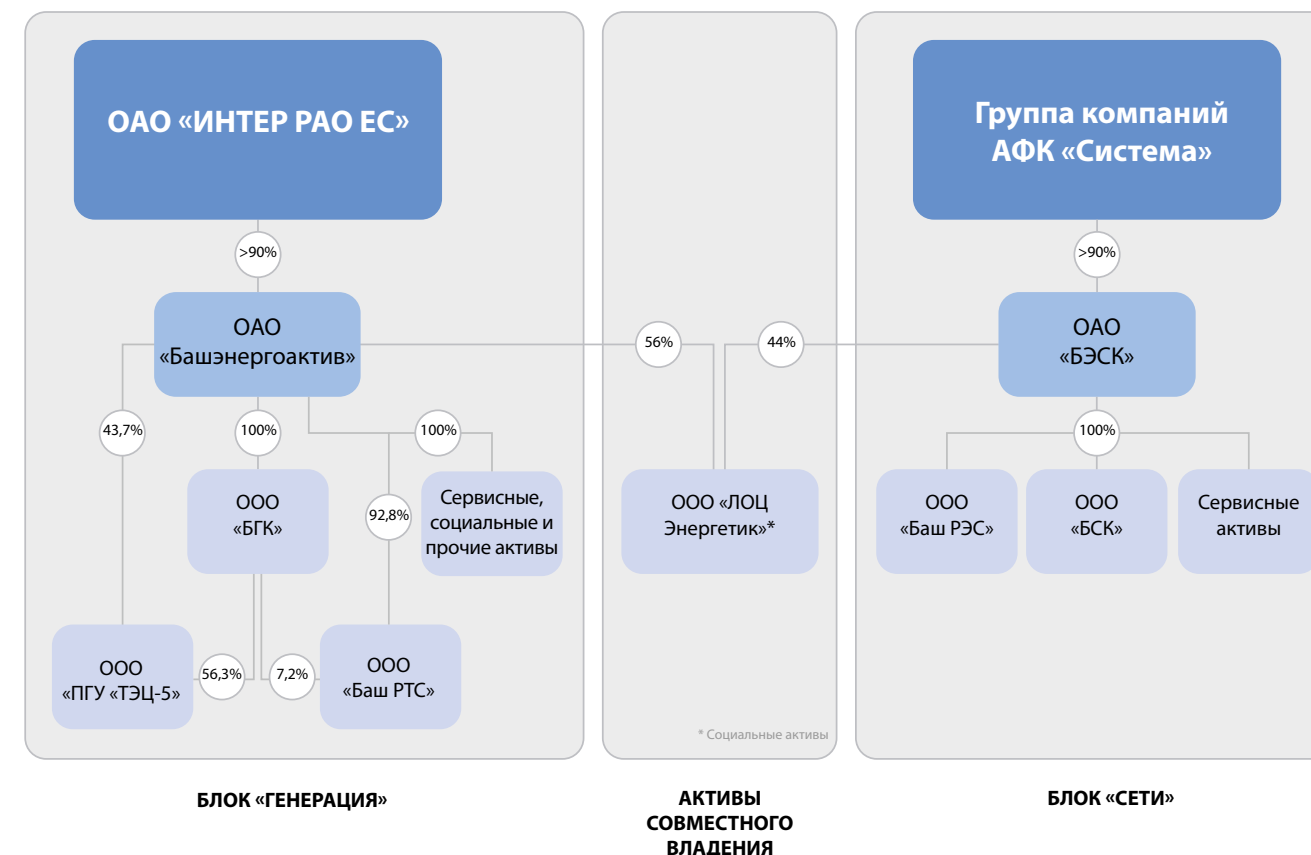 ОАО «ИНТЕР РАО ЕС»
>90%
ОАО
«Башэнергоактив»
43,7%
100%
100%
92,8%
ООО
«БГК»
Сервисные,
социальные и
прочие активы
ООО
«ПГУ «ТЭЦ-5»
56,3%
7,2%
ООО
«Баш РТС»
БЛОК «ГЕНЕРАЦИЯ»
56%
44%
ООО «ЛОЦ
Энергетик»*
* Социальные активы
АКТИВЫ
СОВМЕСТНОГО
ВЛАДЕНИЯ
Группа компаний
АФК «Система»
>90%
ОАО
«БЭСК»
100%
ООО
«Баш РЭС»
ООО
«БСК»
Сервисные
активы
БЛОК «СЕТИ»